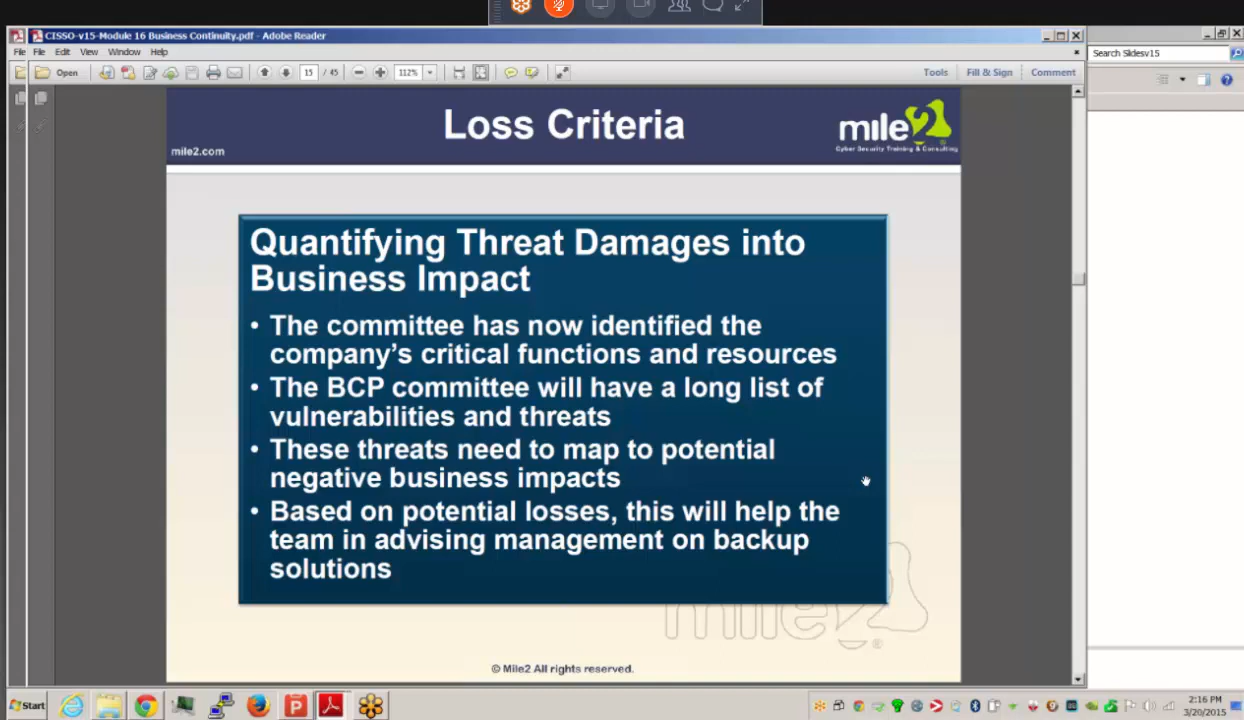 CISSO-v15-Module 16 Business Continuity.pdf - Adobe Reader
File File Edit View Window Help
Search Slidesv15
Open 15 / 45 112% Tools Fill & Sign Comment
Loss Criteria
mile2
Cyber Security Training & Consulting
mile2.com
Quantifying Threat Damages into
Business Impact
• The committee has now identified the
company's critical functions and resources
• The BCP committee will have a long list of
vulnerabilities and threats
• These threats need to map to potential
negative business impacts
• Based on potential losses, this will help the
team in advising management on backup
solutions
mile2
© Mile2 All rights reserved.
Start
2:16 PM
3/20/2015